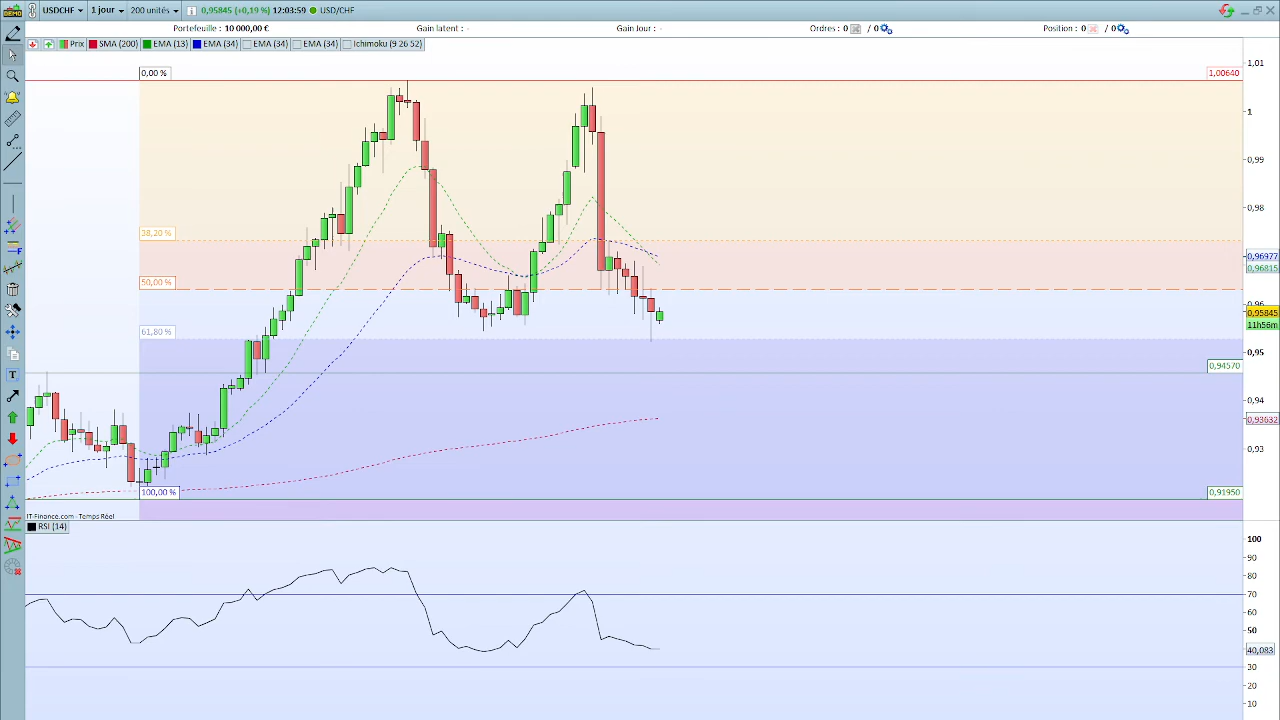 DEMO USDCHF 1 jour 200 unités 0,95845 (+0,19 %) 12:03:59 USD/CHF
Portefeuille : 10 000,00 € Gain latent : - Gain Jour : - Ordres : 0 / 0 Position : 0 / 0
Prix SMA (200) EMA (13) EMA (34) EMA (34) EMA (34) Ichimoku (9 26 52)
1,01
0,00 % 1,00640
1
0,99
0,98
38,20 %
0,96977
0,96815
50,00 %
0,96
0,95845
11h56m
61,80 %
0,95
0,94570
0,94
0,93632
0,93
100,00 % 0,91950
IT-Finance.com - Temps Réel
RSI (14)
100
90
80
70
60
50
40,083
30
20
10
F
T